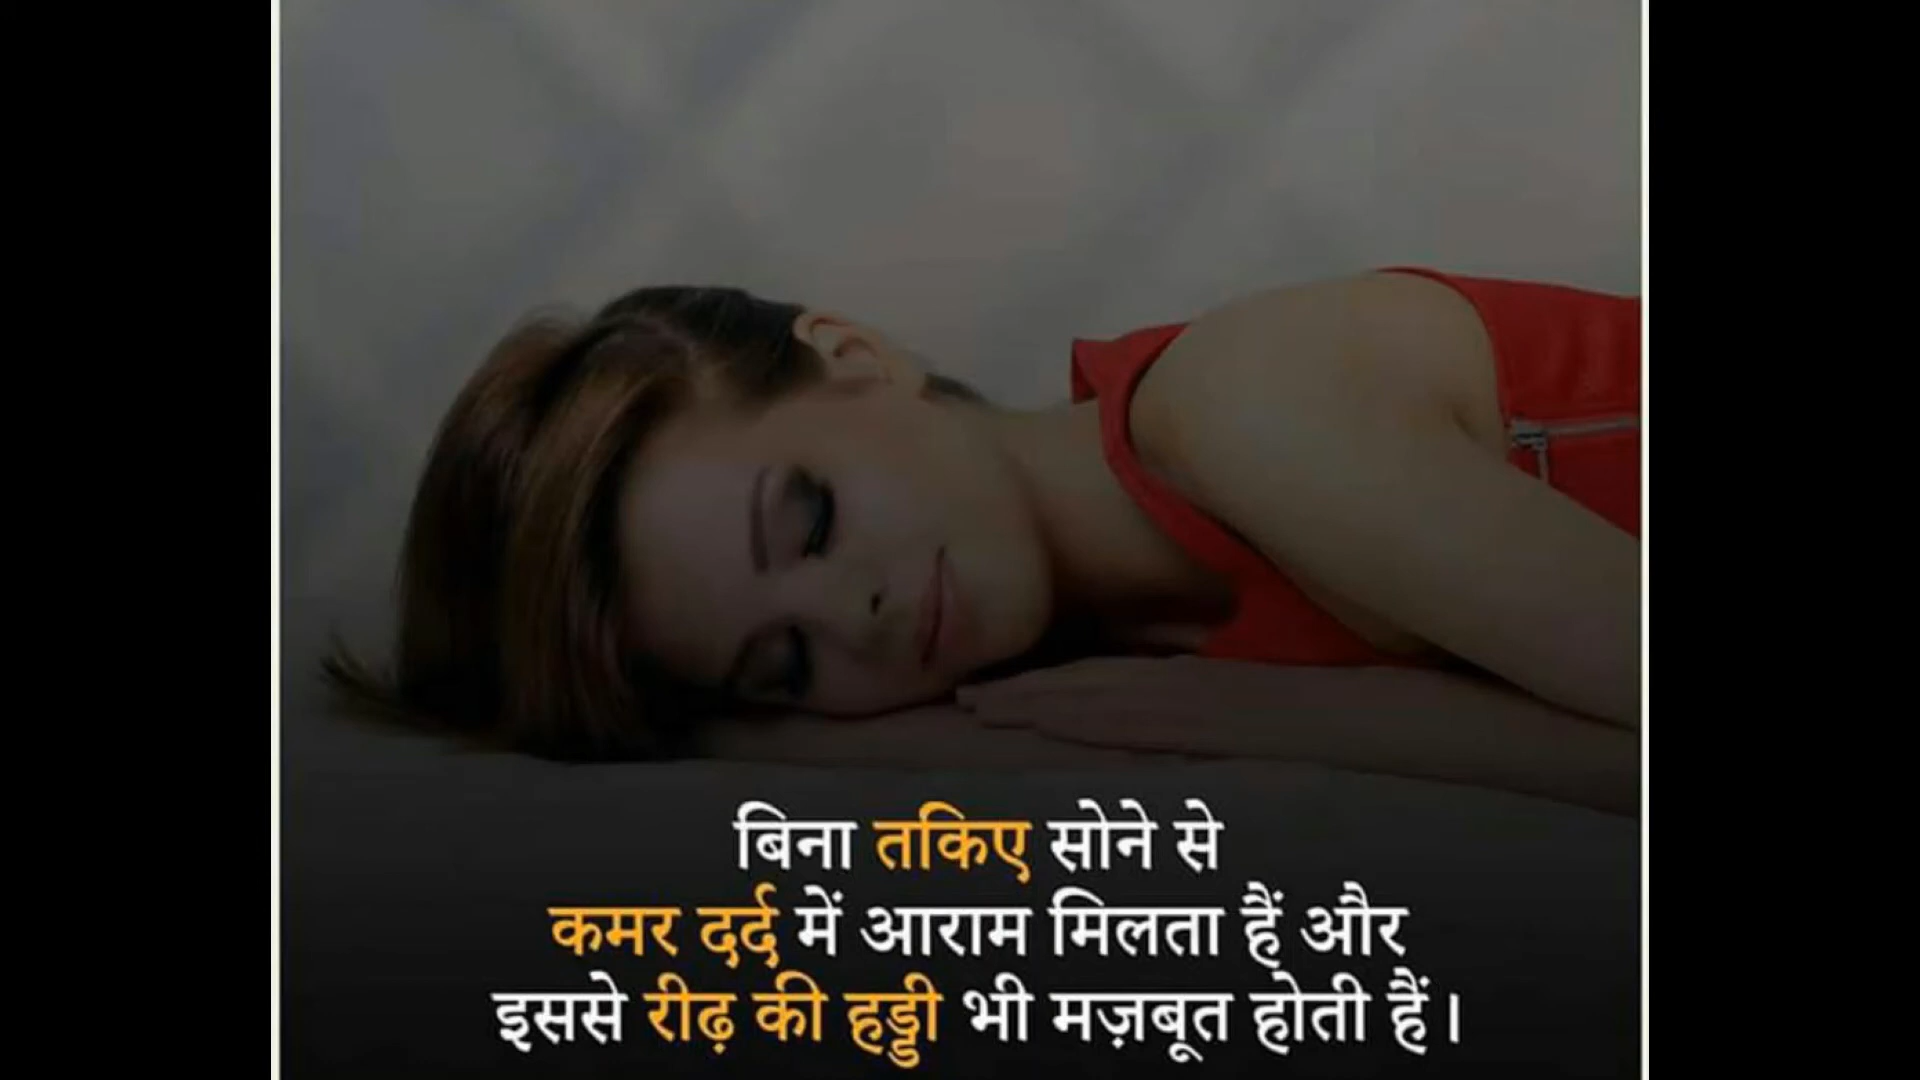 बिना तकिए सोने से
कमर दर्द में आराम मिलता हैं और
इससे रीढ़ की हड्डी भी मज़बूत होती हैं।